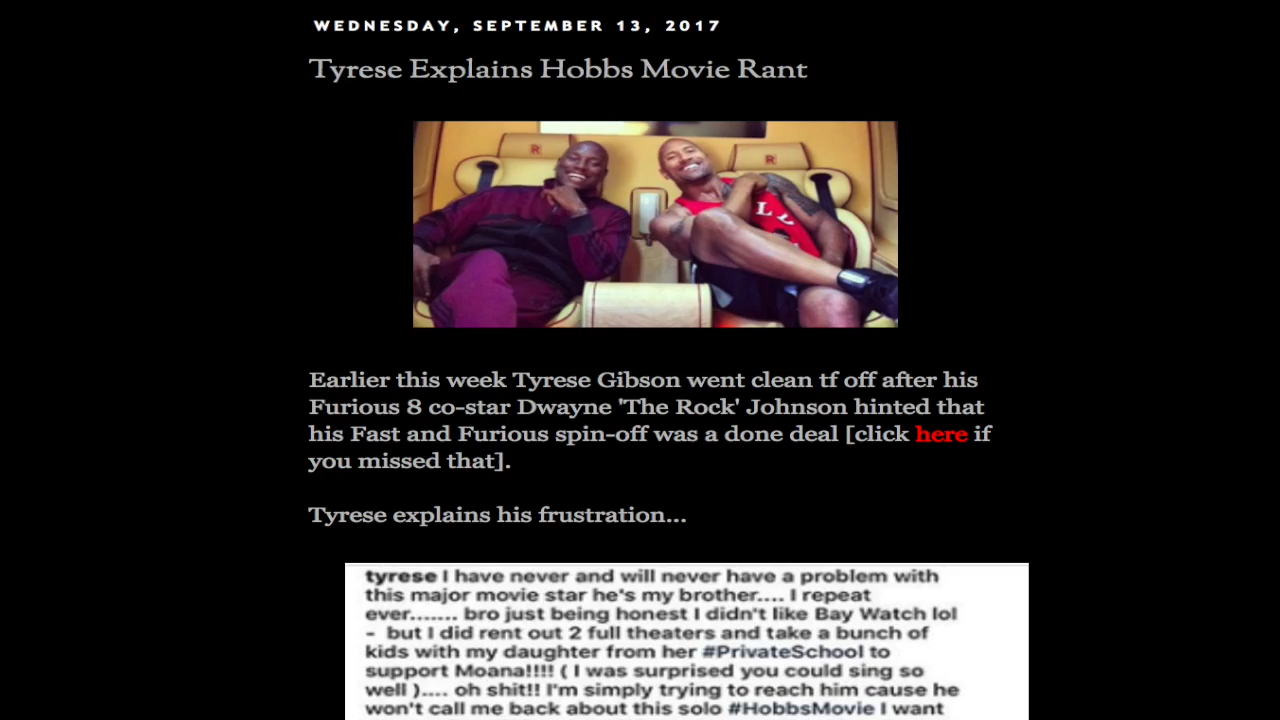 WEDNESDAY, SEPTEMBER 13, 2017
Tyrese Explains Hobbs Movie Rant
R
R
LL
Earlier this week Tyrese Gibson went clean tf off after his
Furious 8 co-star Dwayne 'The Rock' Johnson hinted that
his Fast and Furious spin-off was a done deal [click here if
you missed that].
Tyrese explains his frustration...
tyrese I have never and will never have a problem with
this major movie star he's my brother.... I repeat
ever....... bro just being honest I didn't like Bay Watch lol
- but I did rent out 2 full theaters and take a bunch of
kids with my daughter from her #PrivateSchool to
support Moana!!!! ( I was surprised you could sing so
well ).... oh shit!! I'm simply trying to reach him cause he
won't call me back about this solo #HobbsMovie I want